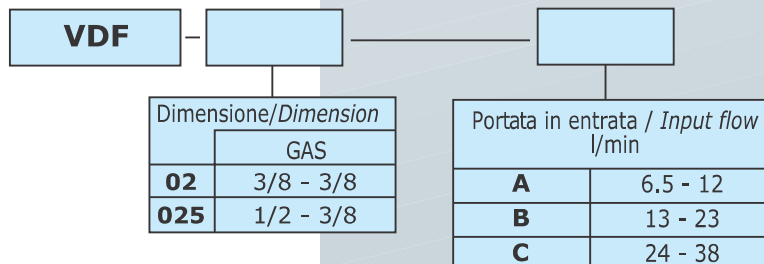 VDF –
Dimensione/Dimension
GAS
02 3/8 - 3/8
025 1/2 - 3/8
Portata in entrata / Input flow
l/min
A 6.5 - 12
B 13 - 23
C 24 - 38